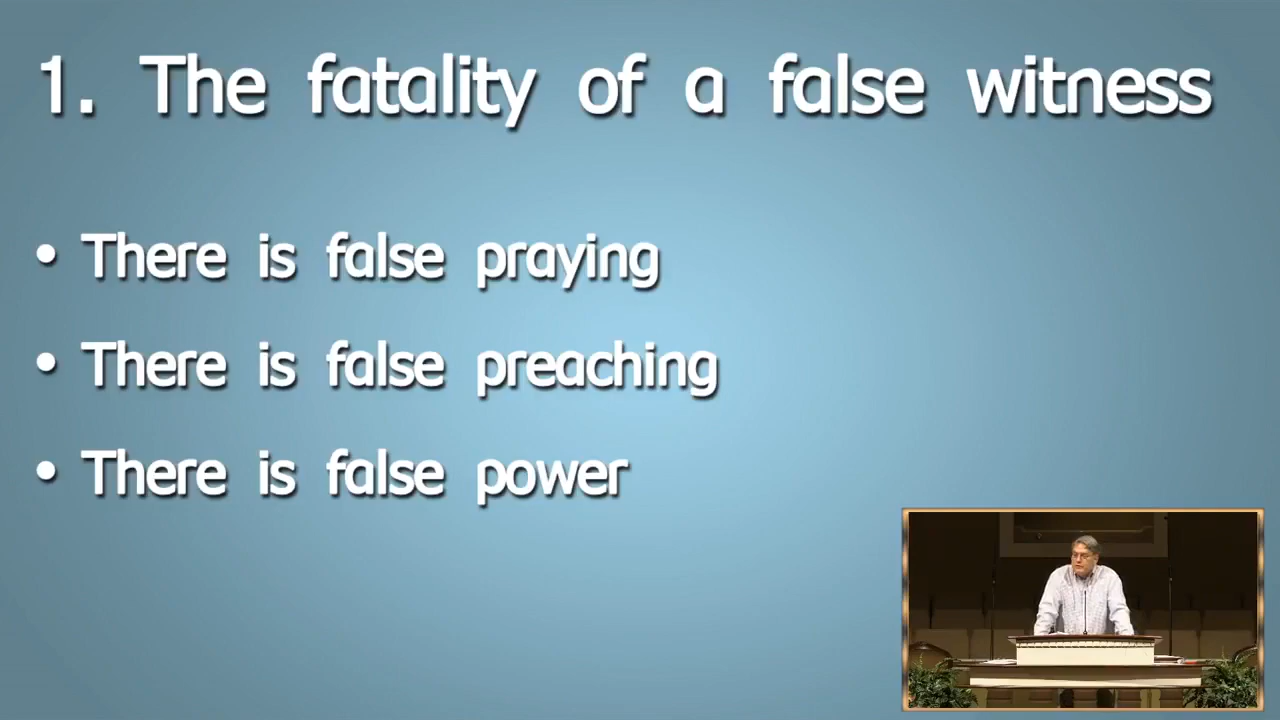 1. The fatality of a false witness
• There is false praying
• There is false preaching
• There is false power